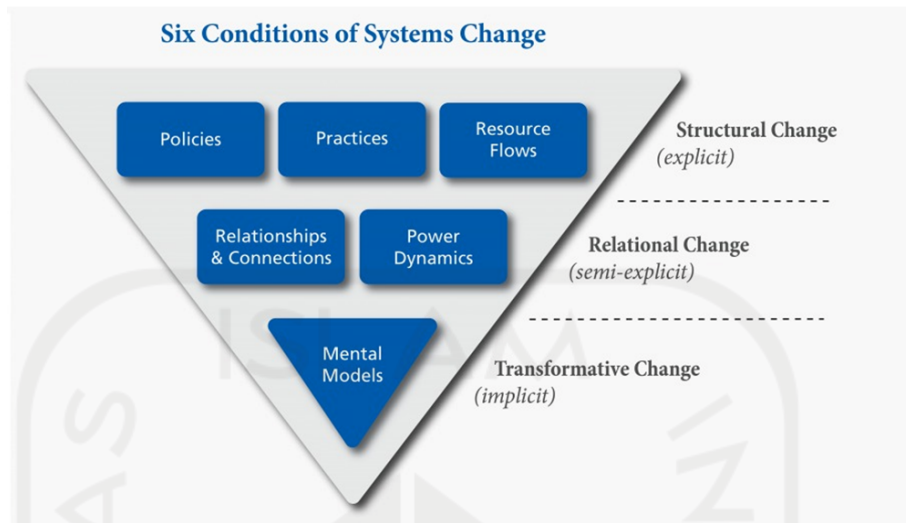 Six Conditions of Systems Change
Policies
Practices
Resource
Flows
Structural Change
(explicit)
Relationships
& Connections
Power
Dynamics
Relational Change
(semi-explicit)
Mental
Models
Transformative Change
(implicit)
ISLAM